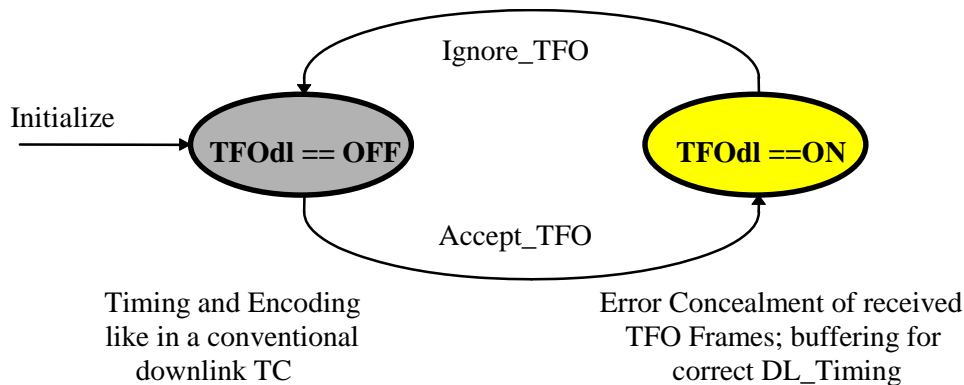 Ignore_TFO
Initialize
TFOdl == OFF
TFOdl ==ON
Accept_TFO
Timing and Encoding
like in a conventional
downlink TC
Error Concealment of received
TFO Frames; buffering for
correct DL_Timing